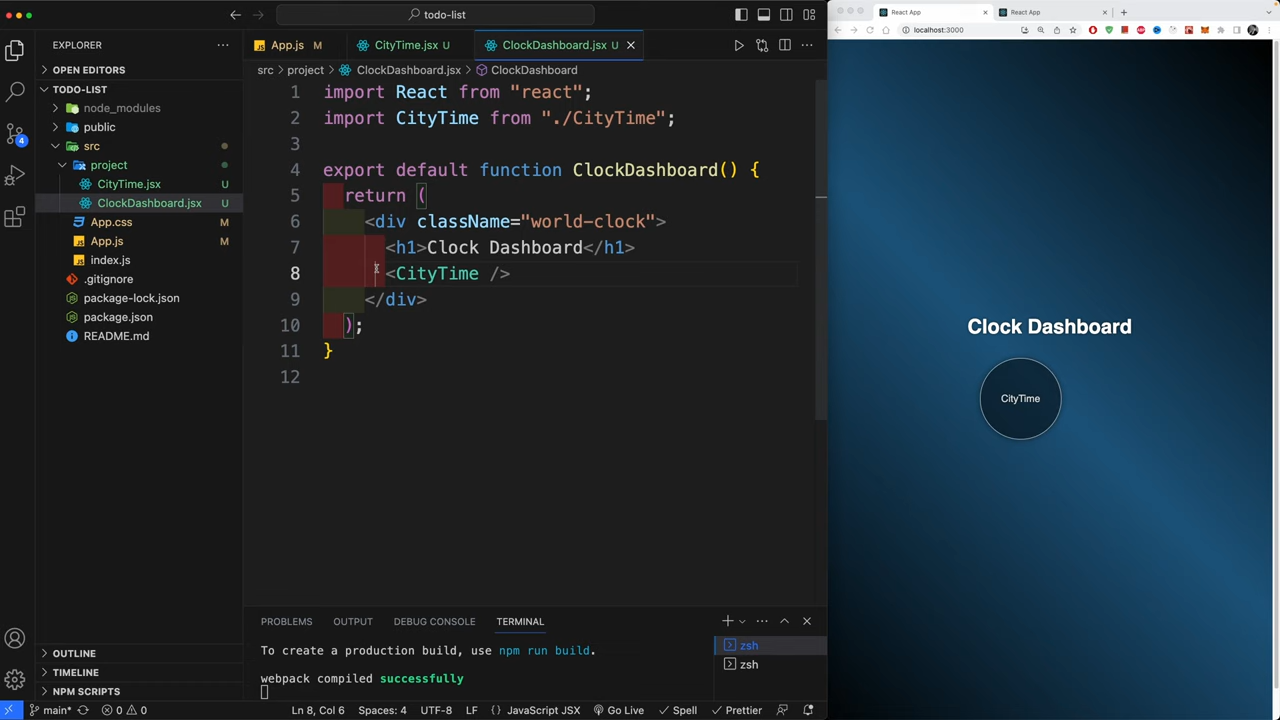 todo-list
EXPLORER
OPEN EDITORS
TODO-LIST
node_modules
public
src
project
CityTime.jsx U
ClockDashboard.jsx U
App.css M
App.js M
index.js
.gitignore
package-lock.json
package.json
README.md
OUTLINE
TIMELINE
NPM SCRIPTS
4
App.js M
CityTime.jsx U
ClockDashboard.jsx U
src project ClockDashboard.jsx ClockDashboard
1 import React from "react";
2 import CityTime from "./CityTime";
3
4 export default function ClockDashboard() {
5 return (
6 <div className="world-clock">
7 <h1>Clock Dashboard</h1>
8 <CityTime />
9 </div>
10 );
11 }
12
PROBLEMS OUTPUT DEBUG CONSOLE TERMINAL
To create a production build, use npm run build.
webpack compiled successfully
zsh
zsh
main* 0 0 Ln 8, Col 6 Spaces: 4 UTF-8 LF {} JavaScript JSX Go Live Spell Prettier
React App
React App
localhost:3000
Clock Dashboard
CityTime